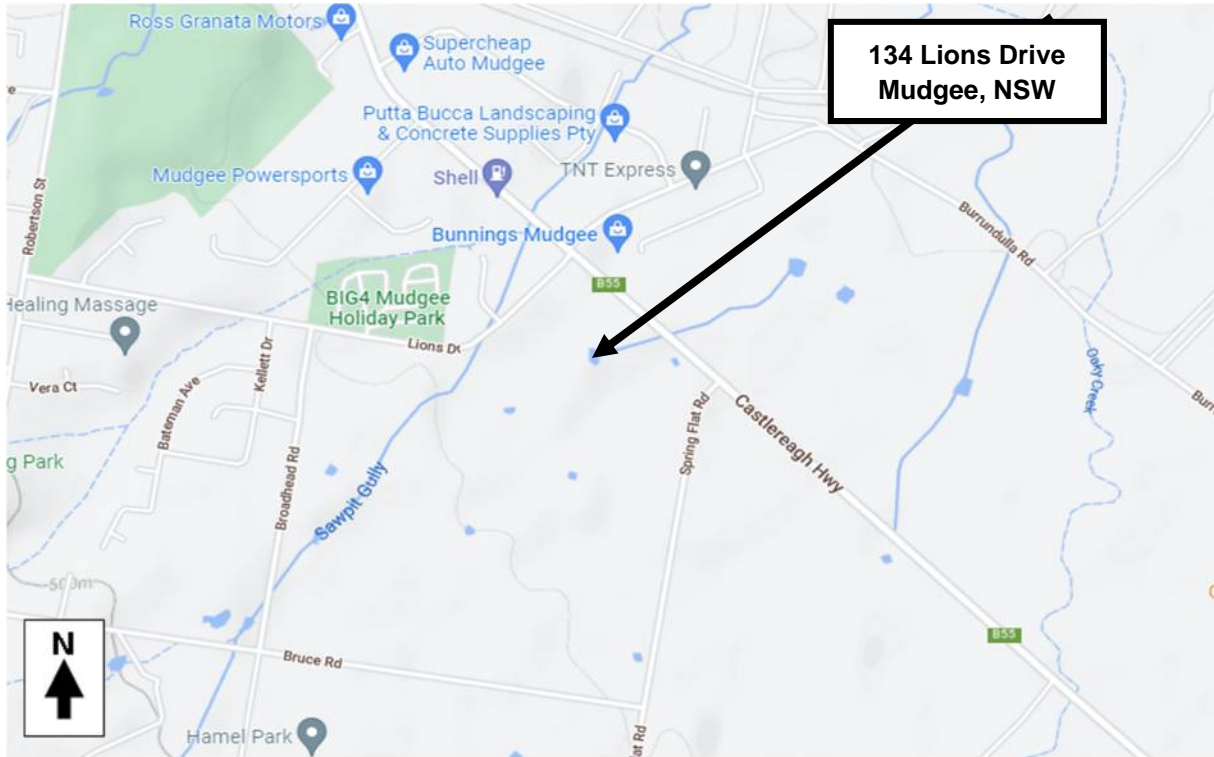 Ross Granata Motors
Supercheap
Auto Mudgee
134 Lions Drive
Mudgee, NSW
Putta Bucca Landscaping
& Concrete Supplies Pty
Mudgee Powersports
Shell
TNT Express
Robertson St
Burrundulla Rd
Bunnings Mudgee
B55
Healing Massage
BIG4 Mudgee
Holiday Park
Lions Dr
Vera Ct
Bateman Ave
Kellett Dr
Oaky Creek
Spring Flat Rd
Castlereagh Hwy
g Park
Broadhead Rd
Sawpit Gully
500m
N
B55
Bruce Rd
Hamel Park
at Rd